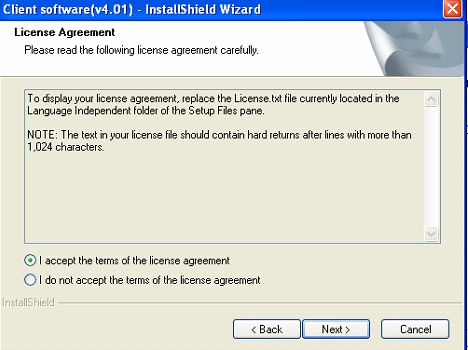 Client software(v4.01) - InstallShield Wizard
License Agreement
Please read the following license agreement carefully.
To display your license agreement, replace the License.txt file currently located in the
Language Independent folder of the Setup Files pane.
NOTE: The text in your license file should contain hard returns after lines with more than
1,024 characters.
I accept the terms of the license agreement
I do not accept the terms of the license agreement
InstallShield
< Back
Next >
Cancel